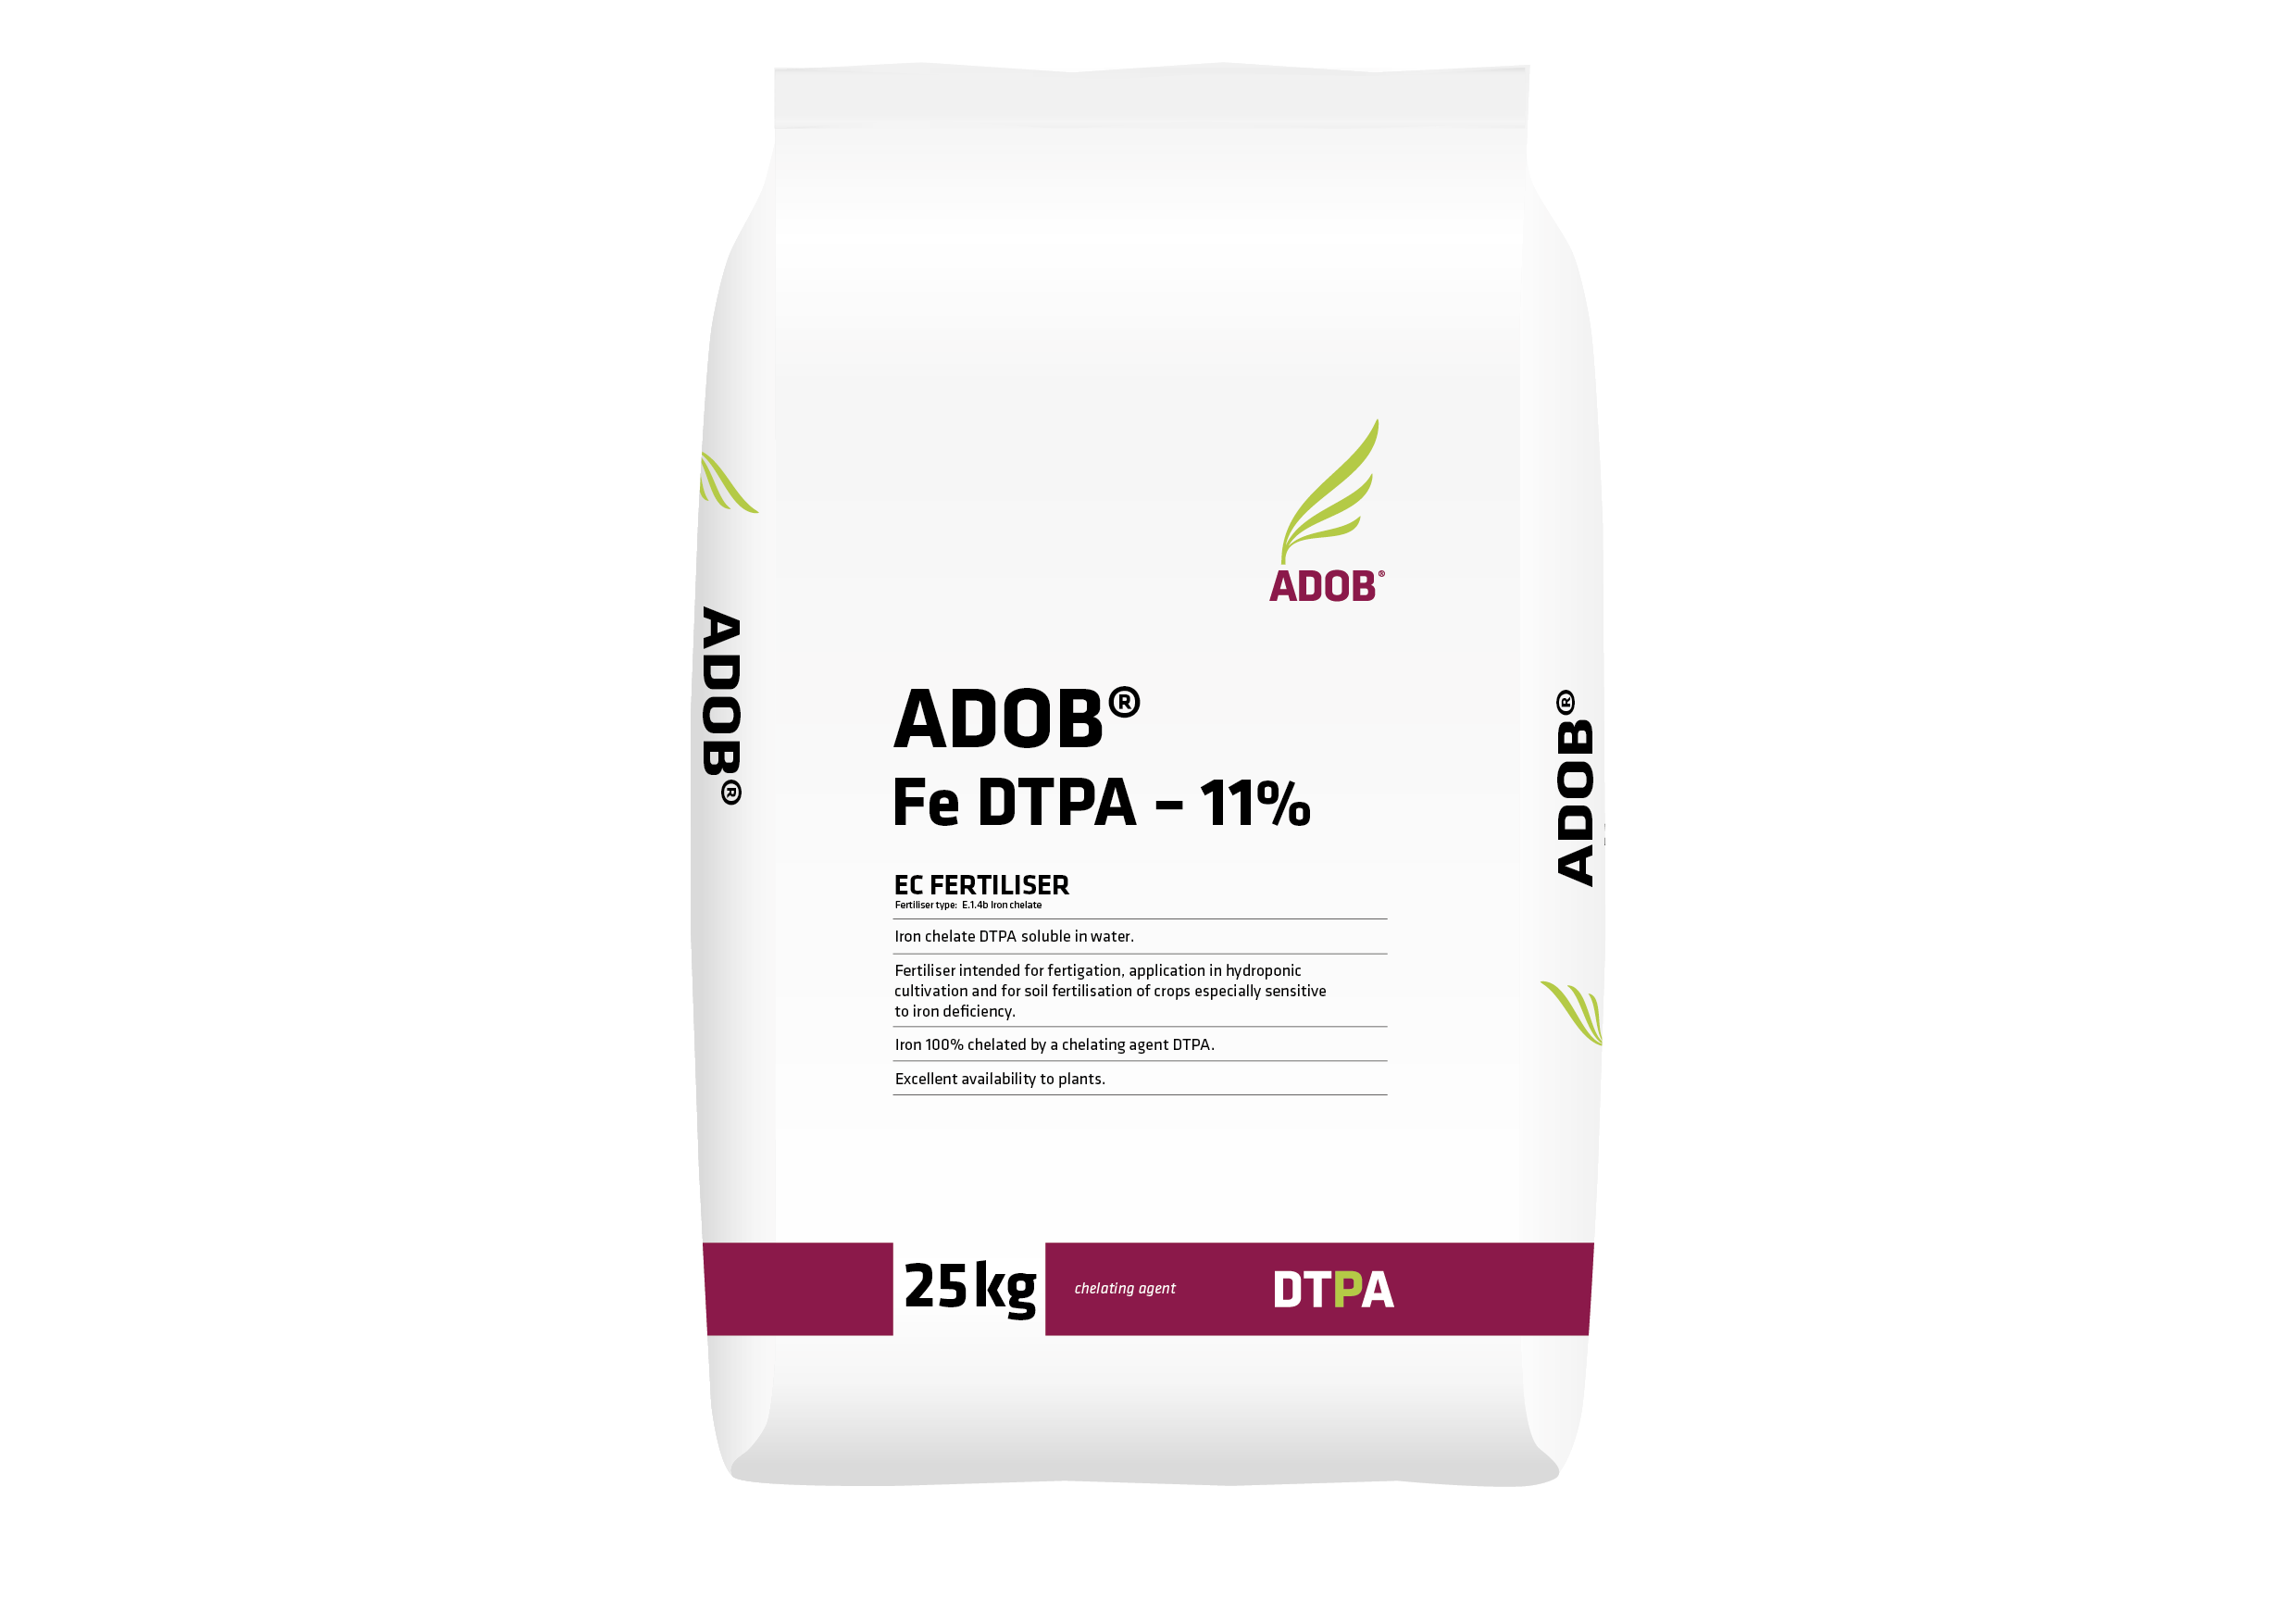 ADOB®
ADOB®
Fe DTPA – 11%
EC FERTILISER
Fertiliser type: E.1.4b Iron chelate
Iron chelate DTPA soluble in water.
Fertiliser intended for fertigation, application in hydroponic
cultivation and for soil fertilisation of crops especially sensitive
to iron deficiency.
Iron 100% chelated by a chelating agent DTPA.
Excellent availability to plants.
25 kg
chelating agent
DTPA
ADOB®
ADOB®